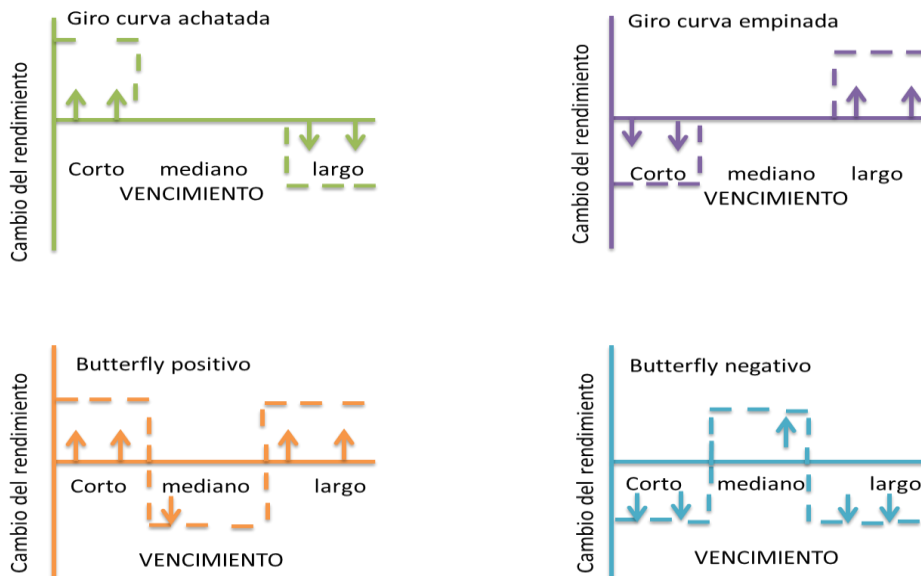 Giro curva achatada
Cambio del rendimiento
Corto mediano largo
VENCIMIENTO
Giro curva empinada
Cambio del rendimiento
Corto mediano largo
VENCIMIENTO
Butterfly positivo
Cambio del rendimiento
Corto mediano largo
VENCIMIENTO
Butterfly negativo
Cambio del rendimiento
Corto mediano largo
VENCIMIENTO